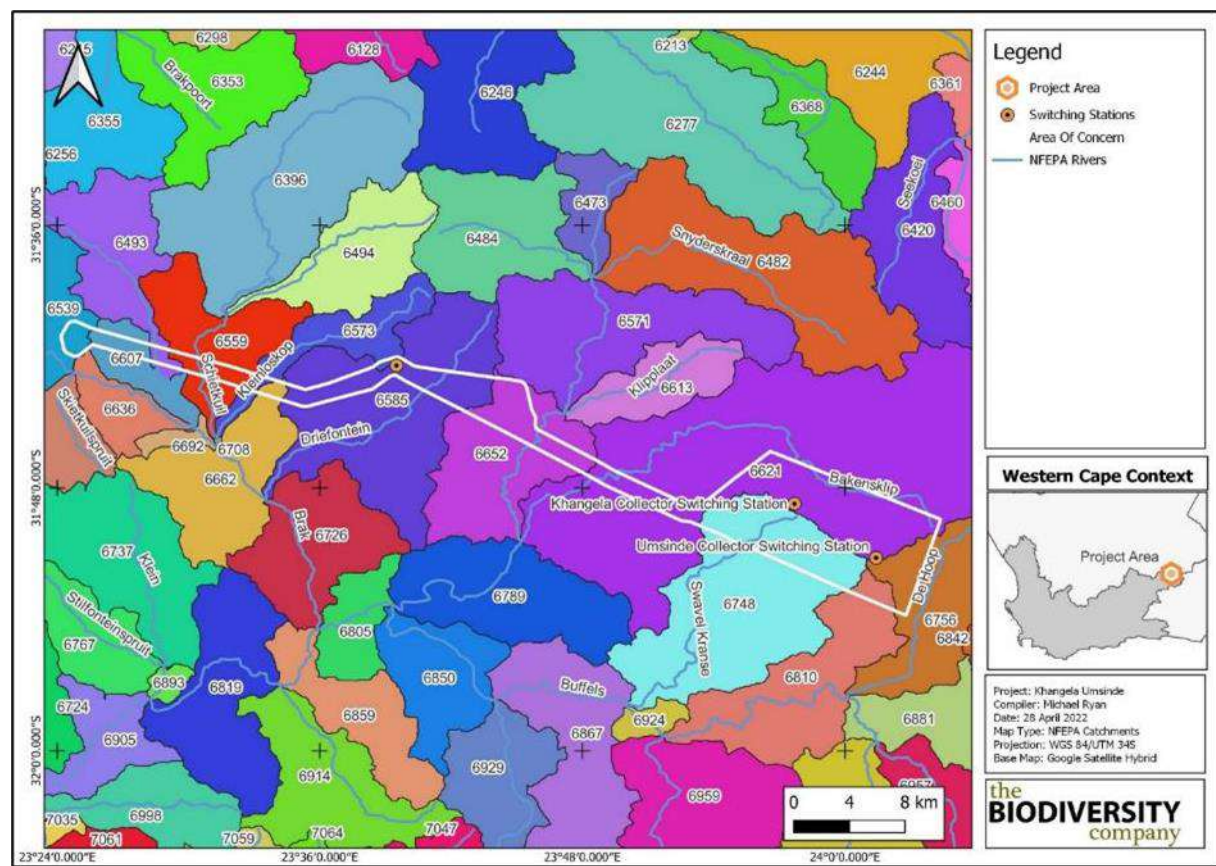 6298
6128
6213
6244
6353
6246
6361
6368
Brakpoort
6355
6277
6256
6396
Seekoei
6473
6460
6420
6493
6494
6484
Snyderskraal
6482
31°36'0.000"S
6539
6559
6573
6571
6607
Schietkuil
Kleinloskop
Klipplaat
6613
6636
6585
Skietkuilspruit
6692
6708
Driefontein
6652
6662
6621
Bakensklip
31°48'0.000"S
Khangela Collector Switching Station
6726
Umsinde Collector Switching Station
6737
Klein
De Hoop
6789
6748
Swavel Kranse
6756
6842
Stilfonteinspruit
6805
6767
6893
6819
6850
Buffels
6810
6724
6859
6924
6881
6905
6867
6914
6929
6959
32°0'0.000"S
6998
7035
7061
7059
7064
7047
0 4 8 km
23°24'0.000"E
23°36'0.000"E
23°48'0.000"E
24°0'0.000"E
Legend
Project Area
Switching Stations
Area Of Concern
NFEPA Rivers
Western Cape Context
Project Area
Project: Khangela Umsinde
Compiler: Michael Ryan
Date: 28 April 2022
Map Type: NFEPA Catchments
Projection: WGS 84/UTM 34S
Base Map: Google Satellite Hybrid
the
BIODIVERSITY
company